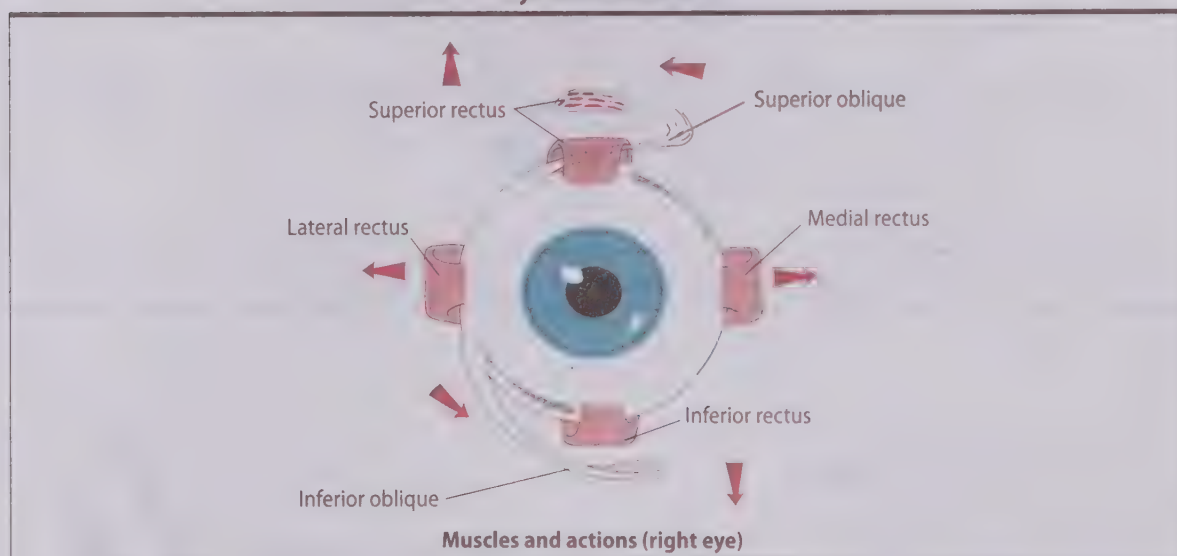 Superior rectus
Superior oblique
Lateral rectus
Medial rectus
Inferior rectus
Inferior oblique
Muscles and actions (right eye)